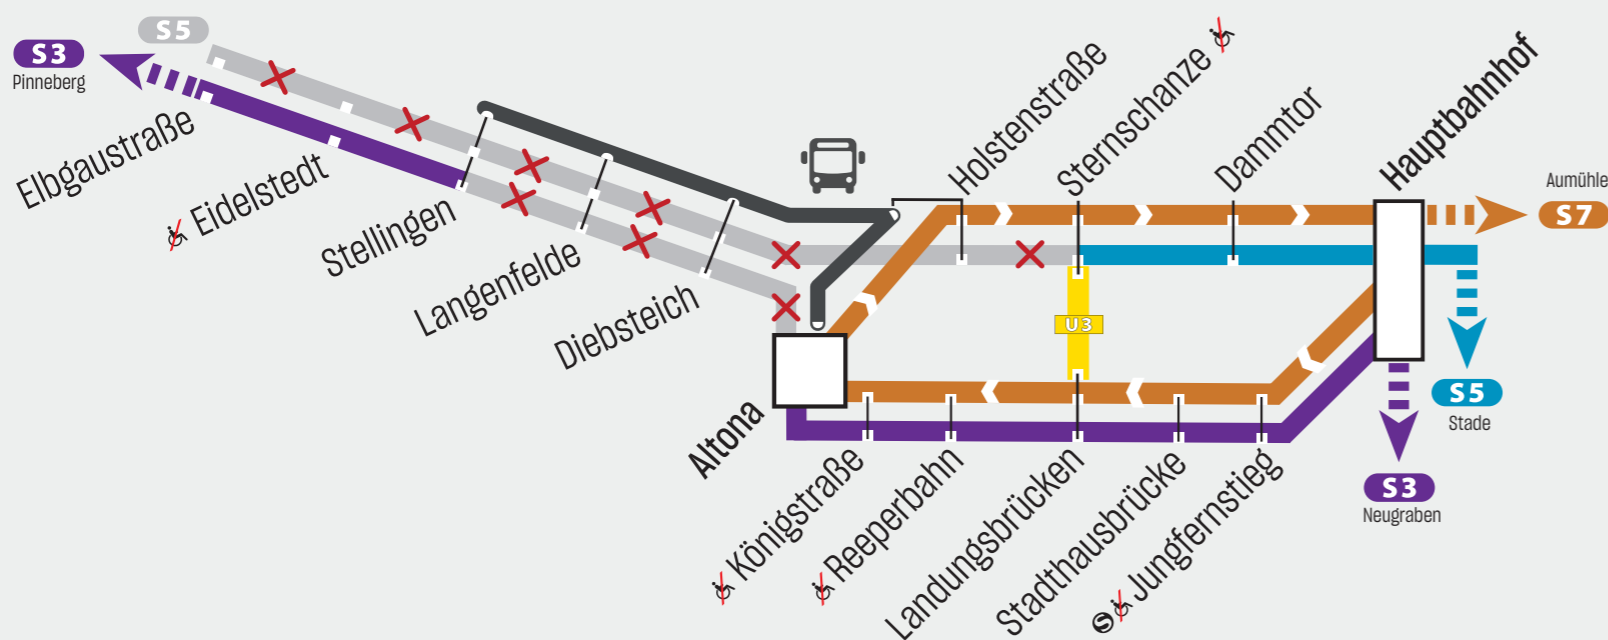 S5
S3
Pinneberg
Elbgaustraße
Eidelstedt
Stellingen
Langenfelde
Diebsteich
Holstenstraße
Sternschanze
Dammtor
Hauptbahnhof
Aumühle
S7
U3
S5
Stade
S3
Neugraben
Altona
Königstraße
Reeperbahn
Landungsbrücken
Stadthausbrücke
S Jungfernstieg